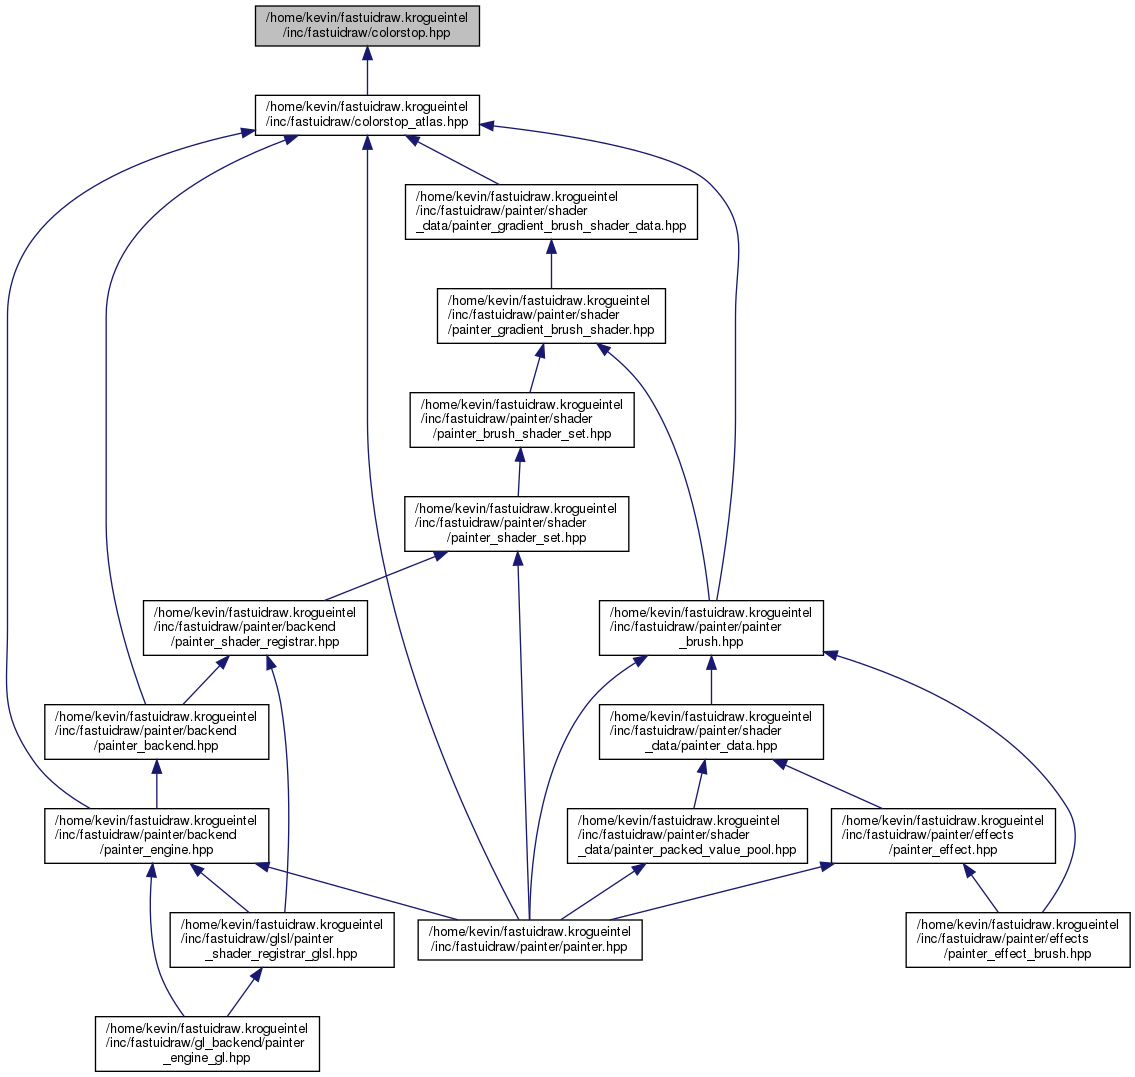 /home/kevin/fastuidraw.krogueintel
/inc/fastuidraw/colorstop.hpp
/home/kevin/fastuidraw.krogueintel
/inc/fastuidraw/colorstop_atlas.hpp
/home/kevin/fastuidraw.krogueintel
/inc/fastuidraw/painter/shader
_data/painter_gradient_brush_shader_data.hpp
/home/kevin/fastuidraw.krogueintel
/inc/fastuidraw/painter/shader
/painter_gradient_brush_shader.hpp
/home/kevin/fastuidraw.krogueintel
/inc/fastuidraw/painter/shader
/painter_brush_shader_set.hpp
/home/kevin/fastuidraw.krogueintel
/inc/fastuidraw/painter/shader
/painter_shader_set.hpp
/home/kevin/fastuidraw.krogueintel
/inc/fastuidraw/painter/backend
/painter_shader_registrar.hpp
/home/kevin/fastuidraw.krogueintel
/inc/fastuidraw/painter/painter
_brush.hpp
/home/kevin/fastuidraw.krogueintel
/inc/fastuidraw/painter/backend
/painter_backend.hpp
/home/kevin/fastuidraw.krogueintel
/inc/fastuidraw/painter/shader
_data/painter_data.hpp
/home/kevin/fastuidraw.krogueintel
/inc/fastuidraw/painter/backend
/painter_engine.hpp
/home/kevin/fastuidraw.krogueintel
/inc/fastuidraw/painter/shader
_data/painter_packed_value_pool.hpp
/home/kevin/fastuidraw.krogueintel
/inc/fastuidraw/painter/effects
/painter_effect.hpp
/home/kevin/fastuidraw.krogueintel
/inc/fastuidraw/glsl/painter
_shader_registrar_glsl.hpp
/home/kevin/fastuidraw.krogueintel
/inc/fastuidraw/painter/painter.hpp
/home/kevin/fastuidraw.krogueintel
/inc/fastuidraw/painter/effects
/painter_effect_brush.hpp
/home/kevin/fastuidraw.krogueintel
/inc/fastuidraw/gl_backend/painter
_engine_gl.hpp